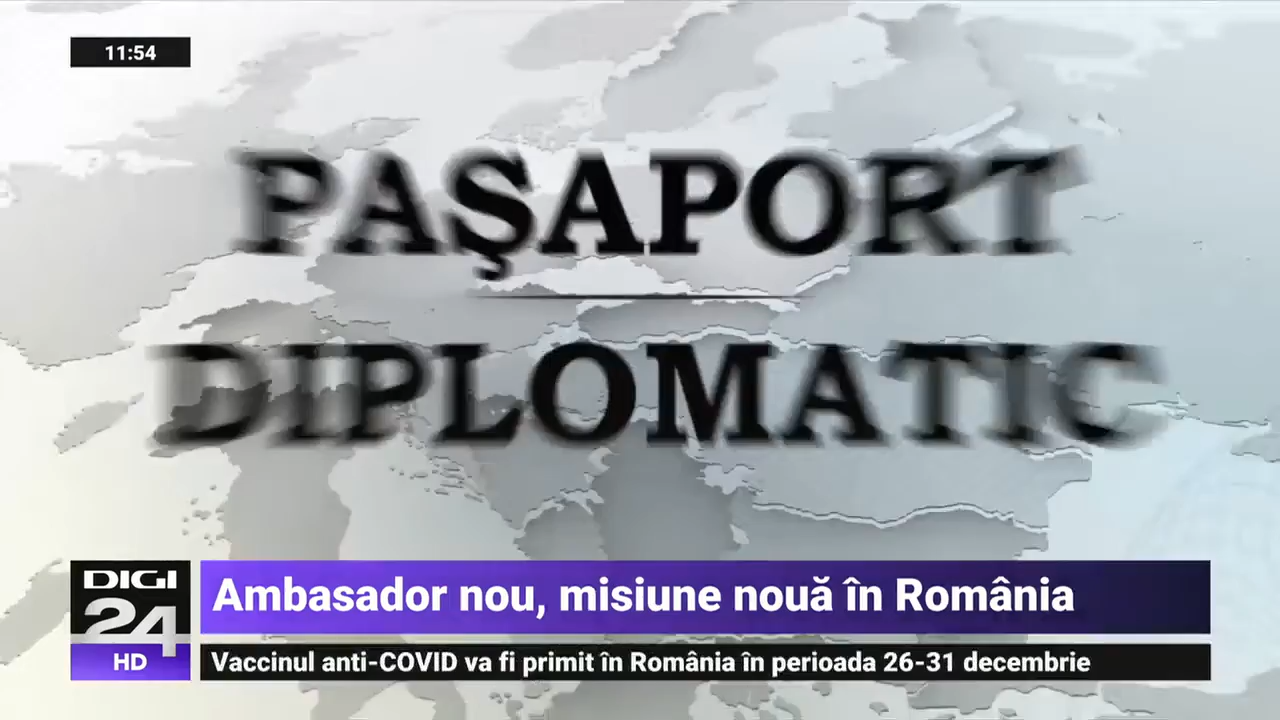 11:54
PAŞAPORT
DIPLOMATIC
DIGI
24
HD
Ambasador nou, misiune nouă în România
Vaccinul anti-COVID va fi primit în România în perioada 26-31 decembrie